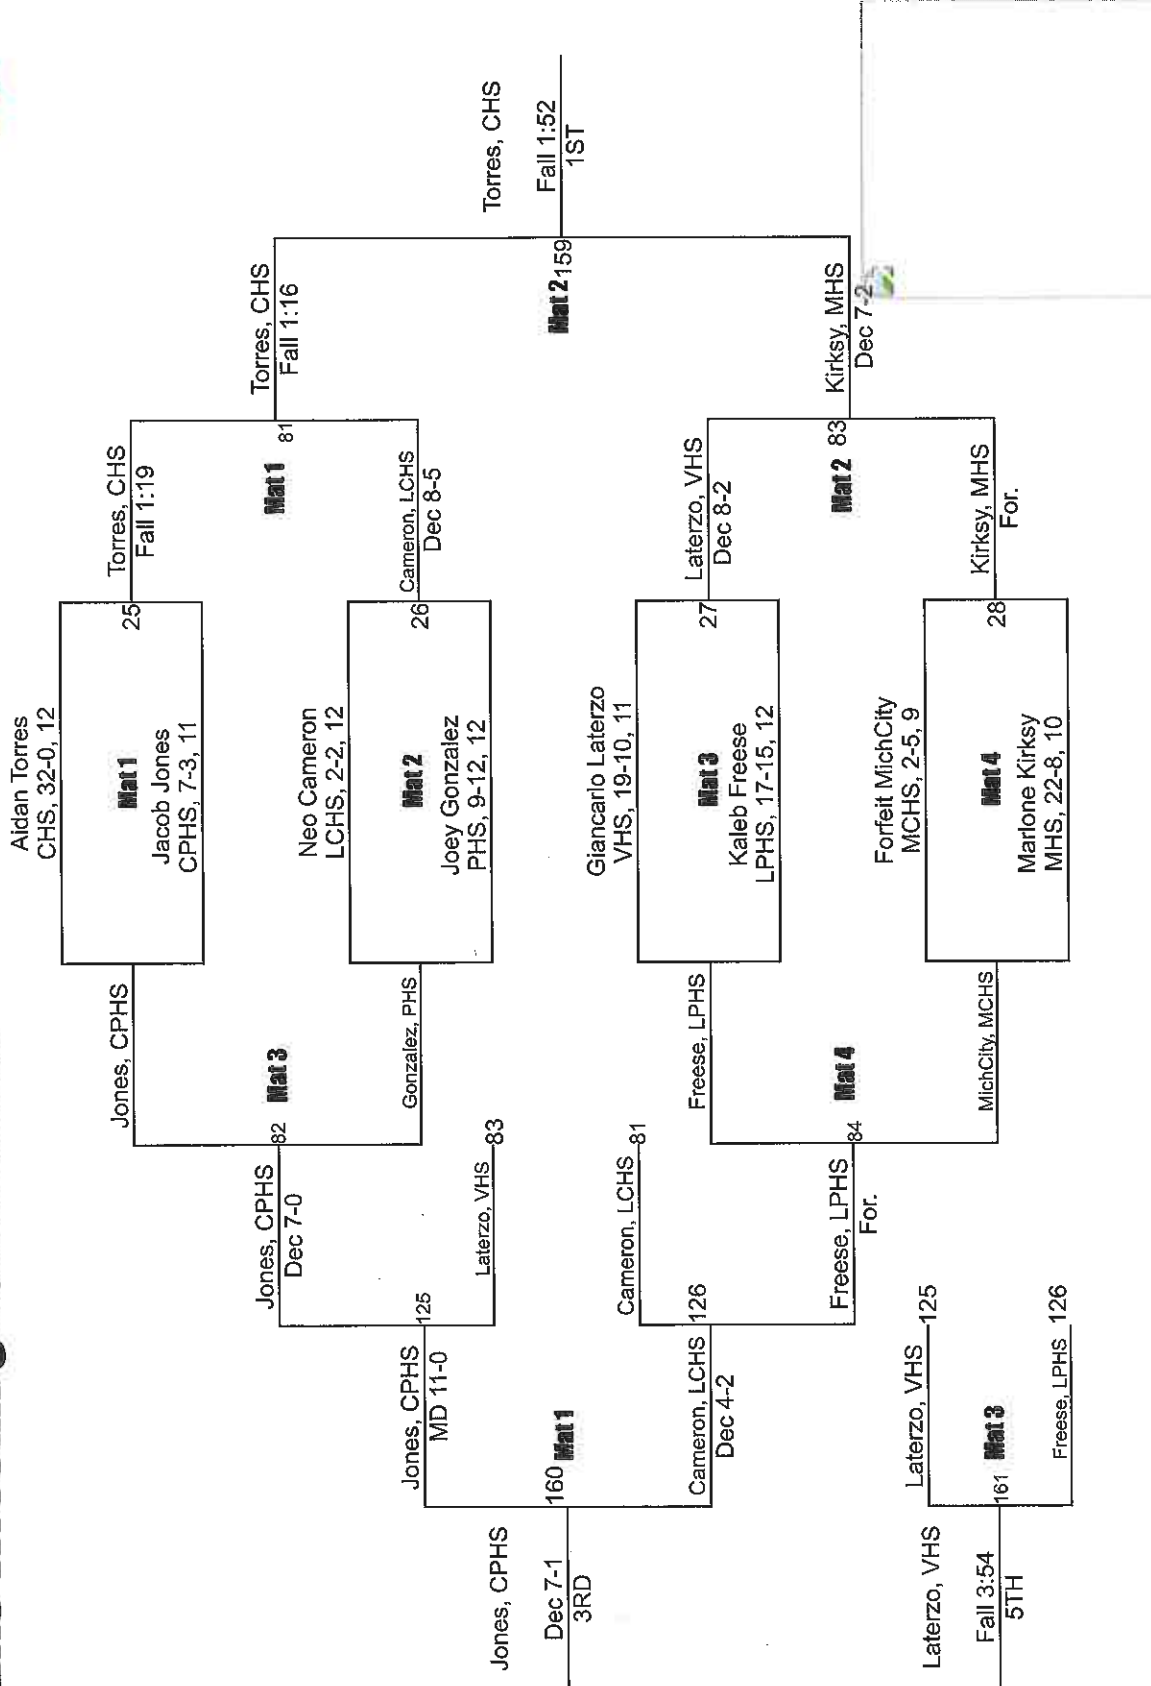 Aidan Torres
CHS, 32-0, 12
Mat 1
25
Jacob Jones
CPHS, 7-3, 11
Torres, CHS
Fall 1:19
Neo Cameron
LCHS, 2-2, 12
Mat 2
26
Joey Gonzalez
PHS, 9-12, 12
Cameron, LCHS
Dec 8-5
Mat 1
81
Torres, CHS
Fall 1:16
Giancarlo Laterzo
VHS, 19-10, 11
Mat 3
27
Kaleb Freese
LPHS, 17-15, 12
Laterzo, VHS
Dec 8-2
Forfeit MichCity
MCHS, 2-5, 9
Mat 4
28
Marlone Kirksy
MHS, 22-8, 10
Kirksy, MHS
For.
Mat 2 83
Kirksy, MHS
Dec 7-2
Mat 2 159
Torres, CHS
Fall 1:52
1ST
Jones, CPHS
82
Mat 3
Gonzalez, PHS
Jones, CPHS
Dec 7-0
125
Laterzo, VHS 83
Jones, CPHS
MD 11-0
Freese, LPHS
84
Mat 4
MichCity, MCHS
Cameron, LCHS 81
126
Freese, LPHS
For.
Cameron, LCHS
Dec 4-2
160 Mat 1
Jones, CPHS
Dec 7-1
3RD
Laterzo, VHS 125
161 Mat 3
Freese, LPHS 126
Laterzo, VHS
Fall 3:54
5TH